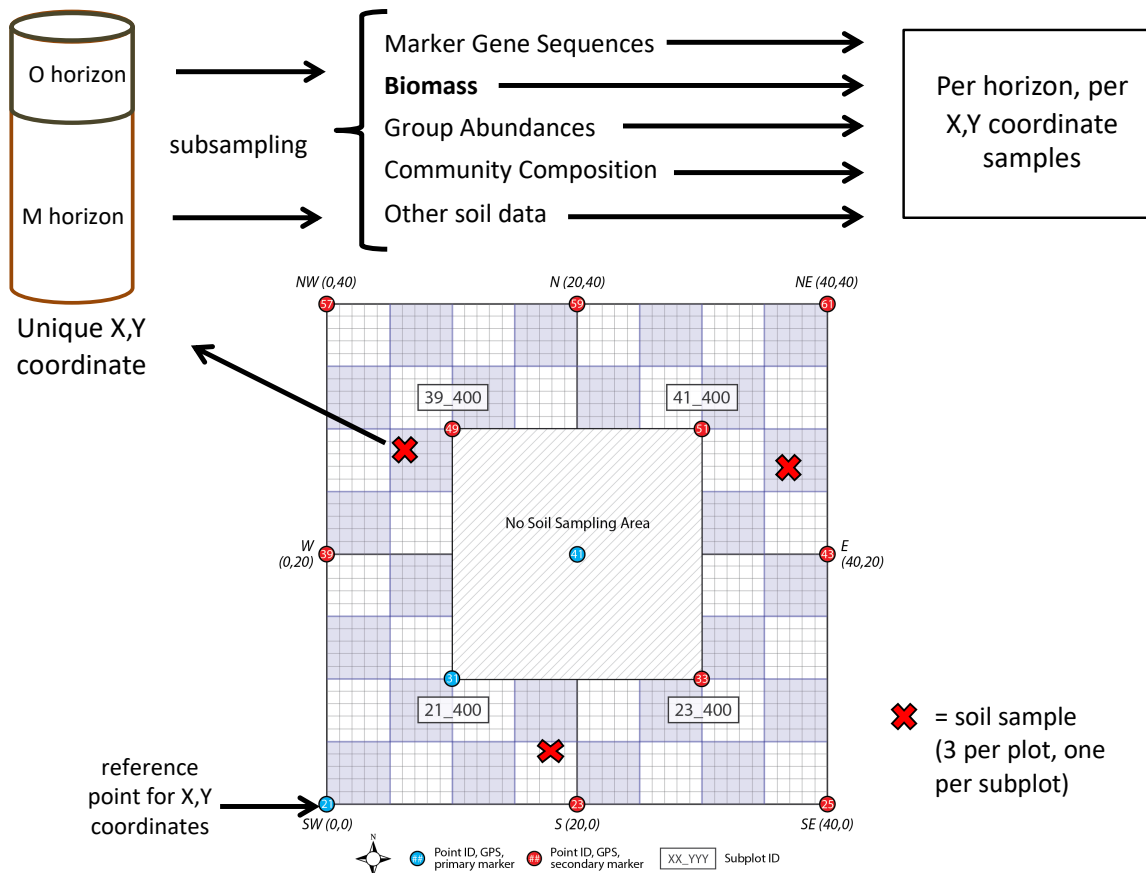 O horizon
M horizon
subsampling
Marker Gene Sequences
Biomass
Group Abundances
Community Composition
Other soil data
Per horizon, per
X,Y coordinate
samples
Unique X,Y
coordinate
NW (0,40)
N (20,40)
NE (40,40)
57
59
61
39_400
41_400
49
51
No Soil Sampling Area
W
(0,20)
39
41
43
E
(40,20)
31
33
21_400
23_400
= soil sample
(3 per plot, one
per subplot)
reference
point for X,Y
coordinates
21
23
25
SW (0,0)
S (20,0)
SE (40,0)
N
##
Point ID, GPS,
primary marker
##
Point ID, GPS,
secondary marker
XX_YYY
Subplot ID